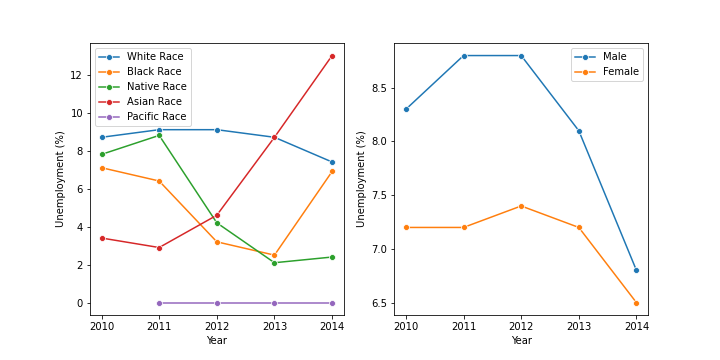 White Race
Black Race
Native Race
Asian Race
Pacific Race
Unemployment (%)
12
10
8
6
4
2
0
2010 2011 2012 2013 2014
Year
Male
Female
Unemployment (%)
8.5
8.0
7.5
7.0
6.5
2010 2011 2012 2013 2014
Year